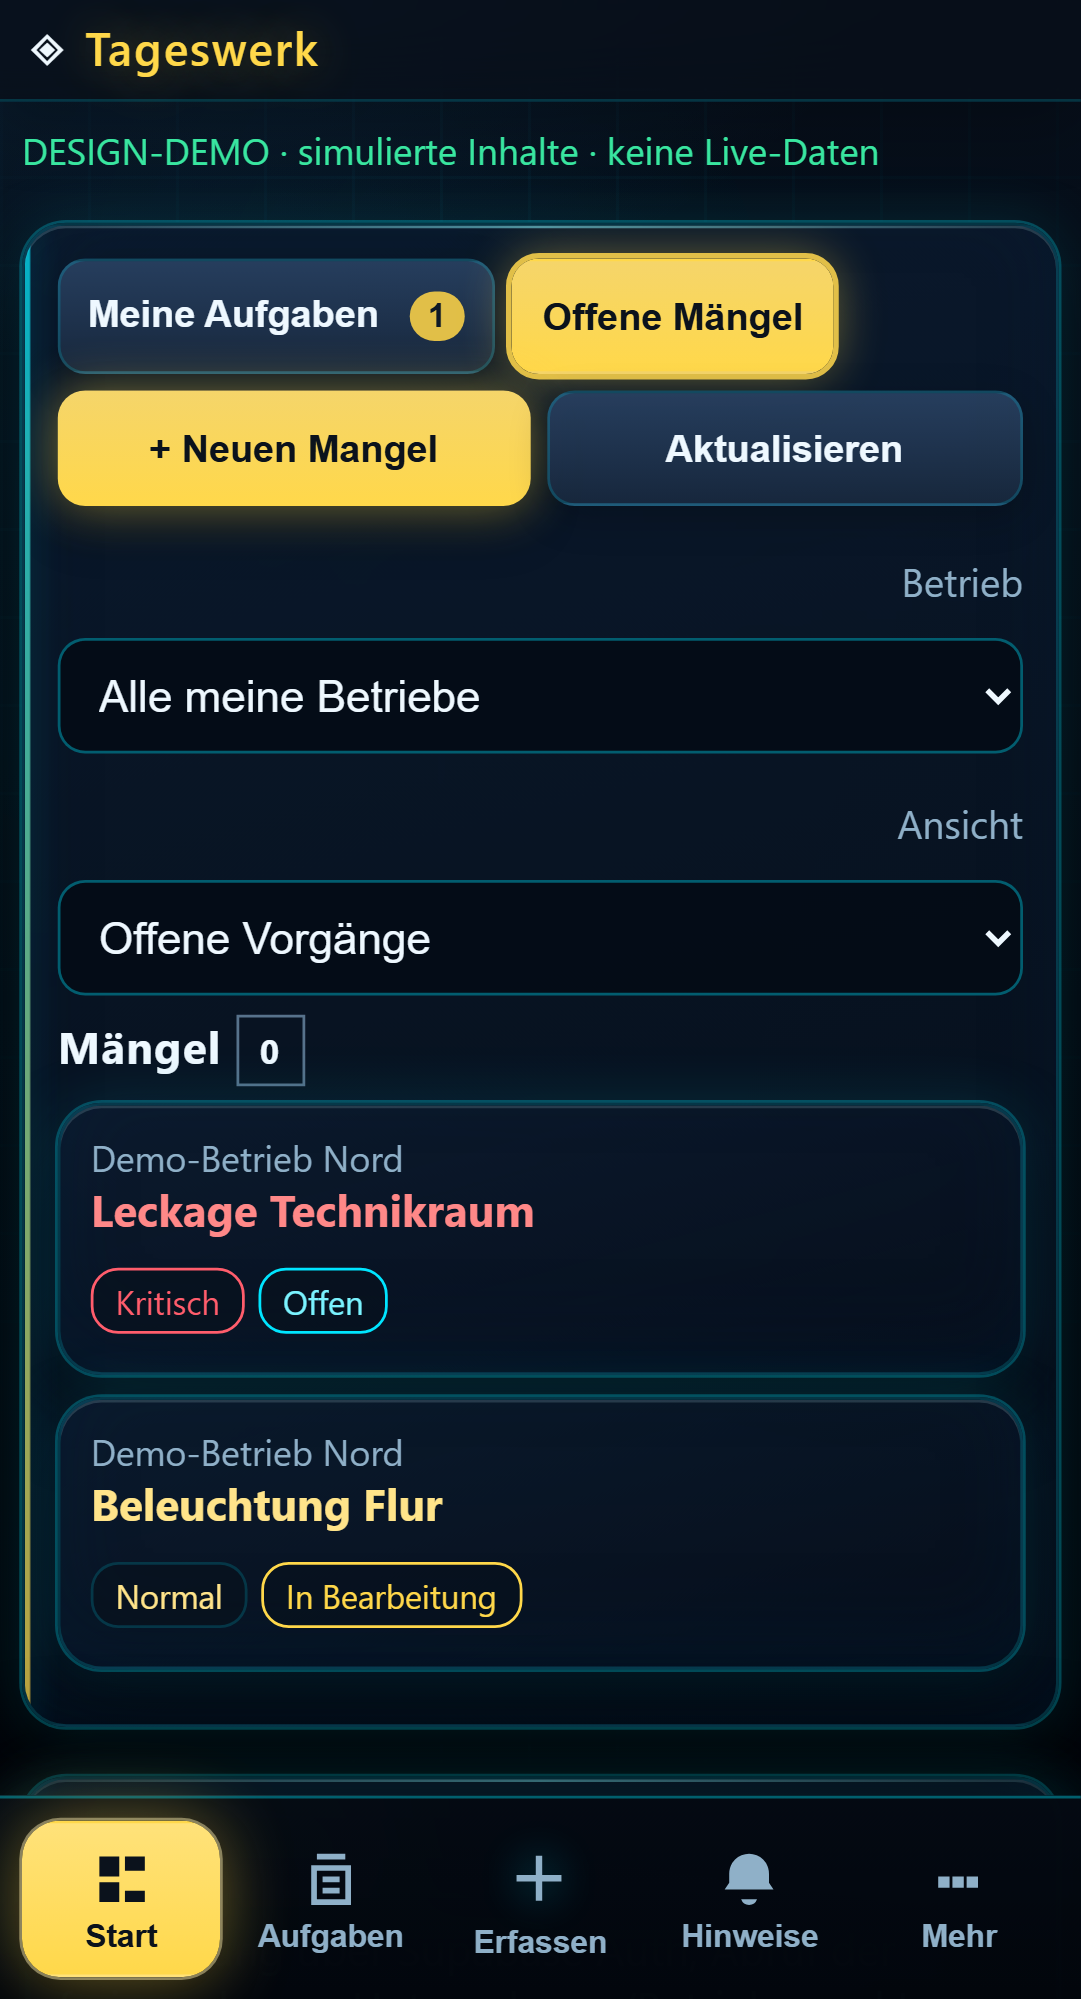 Tageswerk
DESIGN-DEMO · simulierte Inhalte · keine Live-Daten
Meine Aufgaben 1 Offene Mängel
+ Neuen Mangel Aktualisieren
Betrieb
Alle meine Betriebe
Ansicht
Offene Vorgänge
Mängel 0
Demo-Betrieb Nord
Leckage Technikraum
Kritisch Offen
Demo-Betrieb Nord
Beleuchtung Flur
Normal In Bearbeitung
Start Aufgaben Erfassen Hinweise Mehr